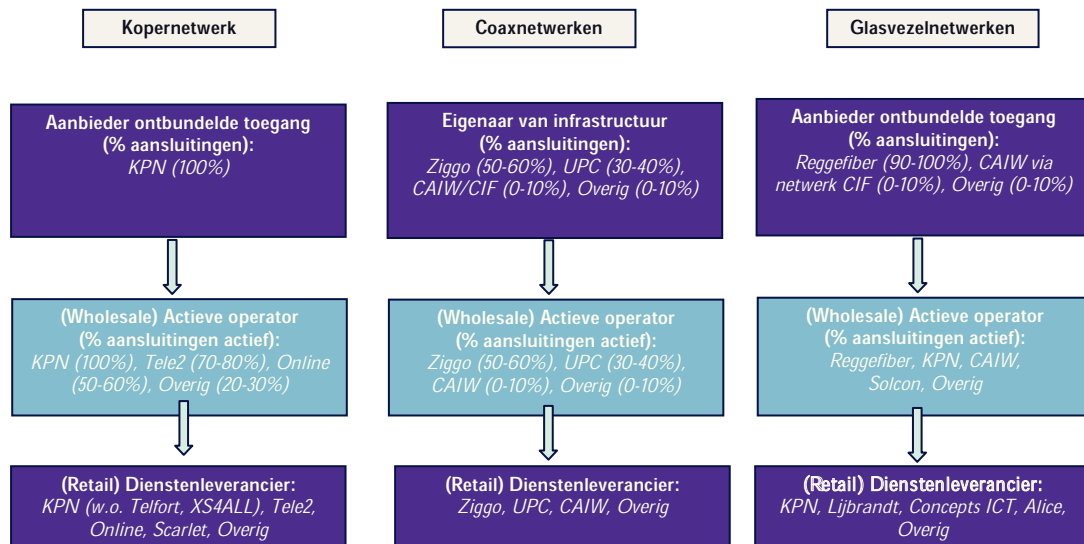 Kopernetwerk
Coaxnetwerken
Glasvezelnetwerken
Aanbieder ontbundelde toegang
(% aansluitingen):
KPN (100%)
Eigenaar van infrastructuur
(% aansluitingen):
Ziggo (50-60%), UPC (30-40%),
CAIW/CIF (0-10%), Overig (0-10%)
Aanbieder ontbundelde toegang
(% aansluitingen):
Reggefiber (90-100%), CAIW via
netwerk CIF (0-10%), Overig (0-10%)
(Wholesale) Actieve operator
(% aansluitingen actief):
KPN (100%), Tele2 (70-80%), Online
(50-60%), Overig (20-30%)
(Wholesale) Actieve operator
(% aansluitingen actief):
Ziggo (50-60%), UPC (30-40%),
CAIW (0-10%), Overig (0-10%)
(Wholesale) Actieve operator
(% aansluitingen actief):
Reggefiber, KPN, CAIW,
Solcon, Overig
(Retail) Dienstenleverancier:
KPN (w.o. Telfort, XS4ALL), Tele2,
Online, Scarlet, Overig
(Retail) Dienstenleverancier:
Ziggo, UPC, CAIW, Overig
(Retail) Dienstenleverancier:
KPN, Lijbrandt, Concepts ICT, Alice,
Overig